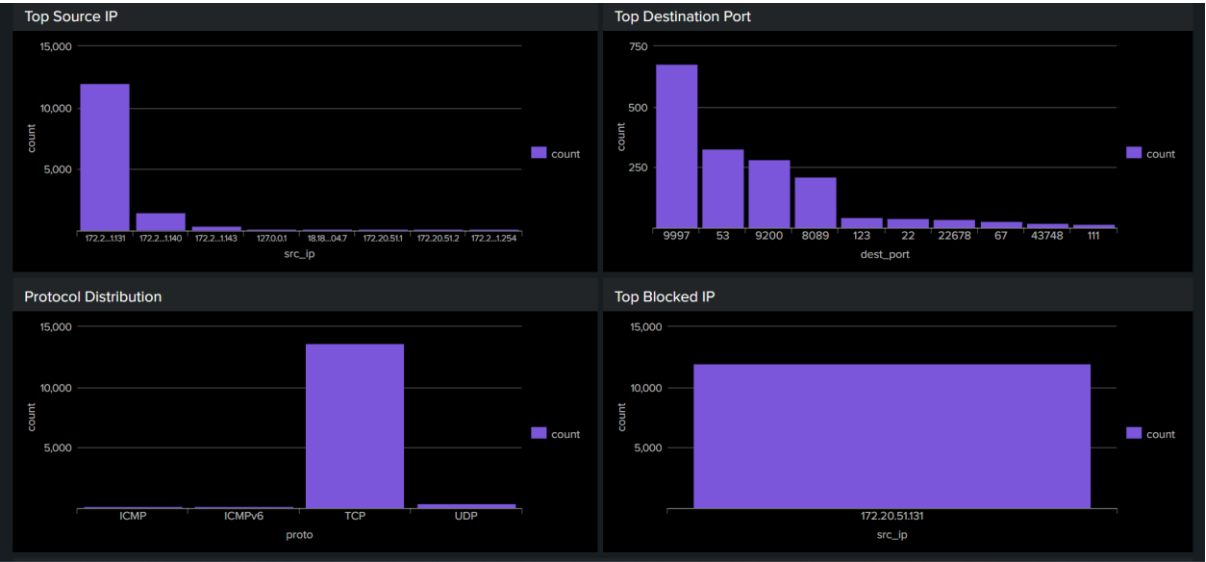 Top Source IP
15,000
10,000
5,000
count
172.2...1.131 172.2...1.140 172.2...1.143 127.0.0.1 18.18....04.7 172.20.51.1 172.20.51.2 172.2...1.254
src_ip
count
Top Destination Port
750
500
250
count
9997 53 9200 8089 123 22 22678 67 43748 111
dest_port
count
Protocol Distribution
15,000
10,000
5,000
count
ICMP ICMPv6 TCP UDP
proto
count
Top Blocked IP
15,000
10,000
5,000
count
172.20.51.131
src_ip
count